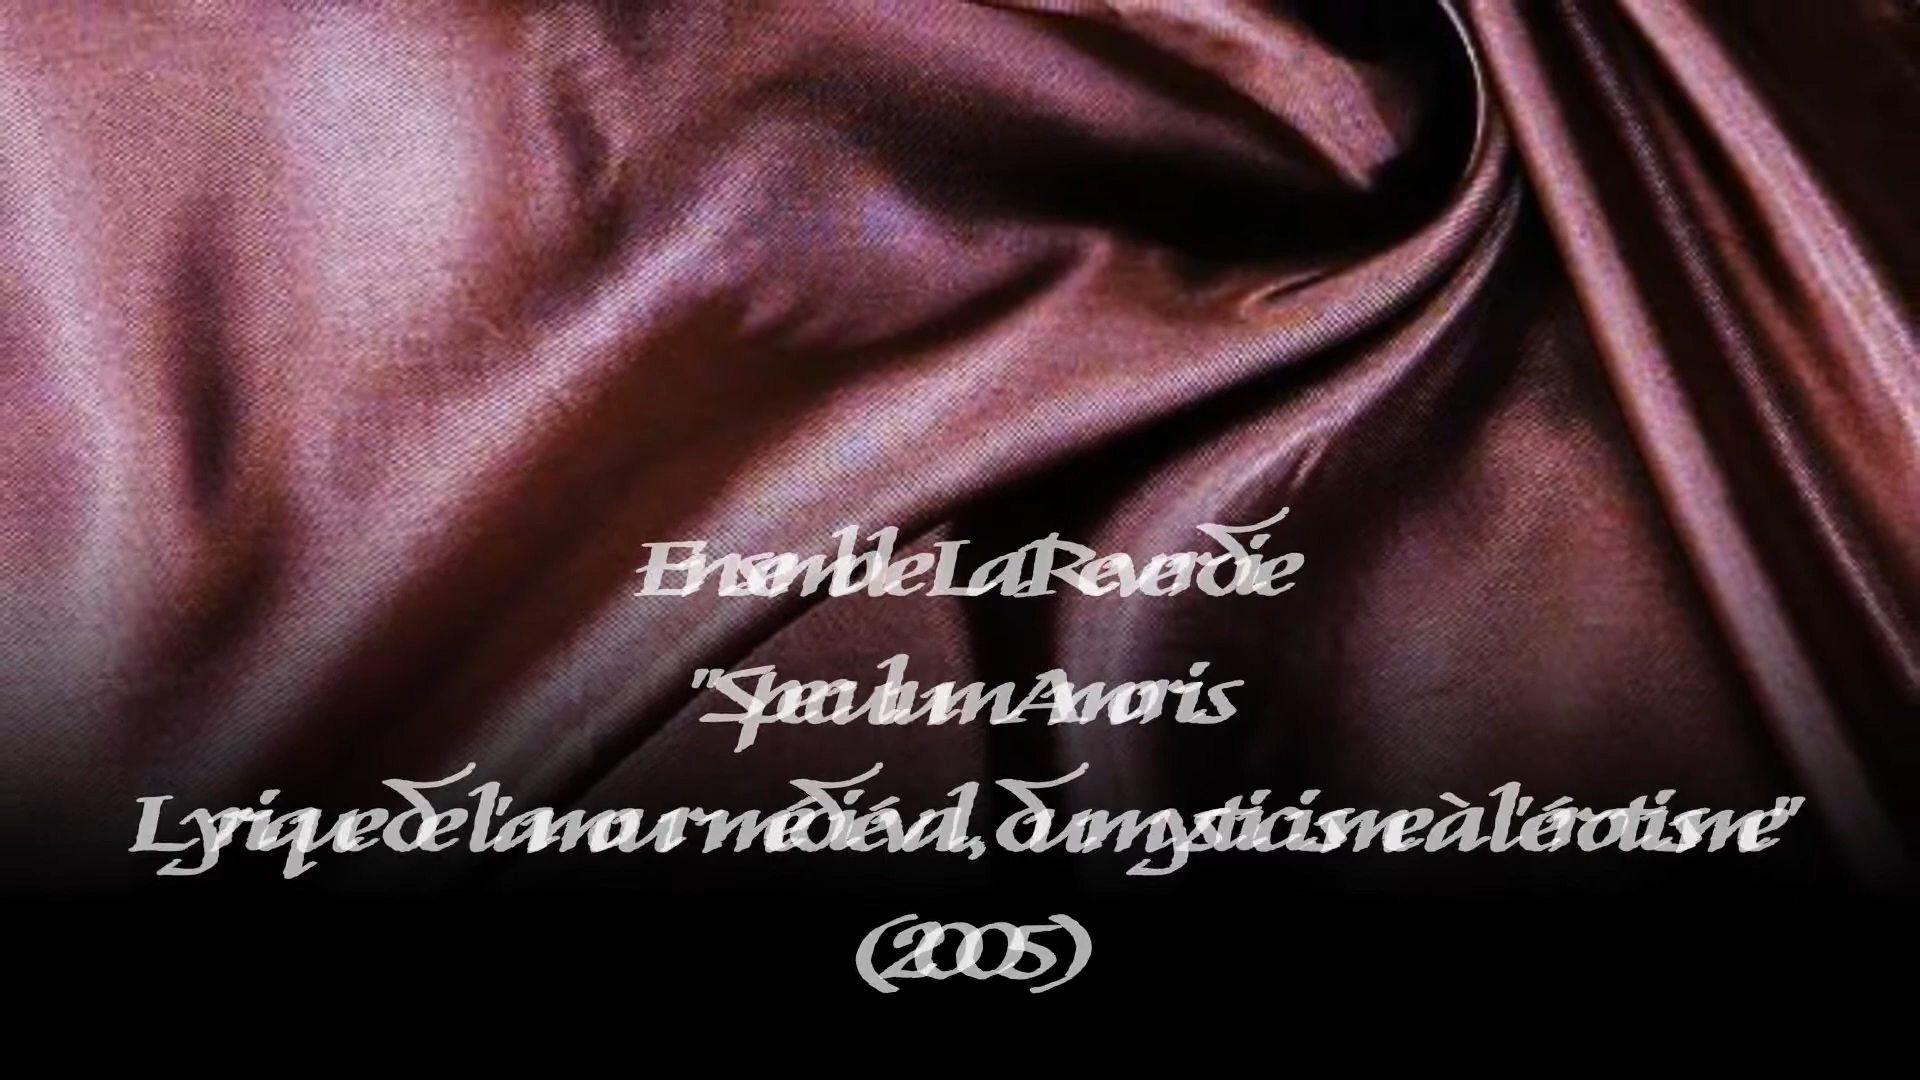 Ensemble La Reverdie
"Speculum Amoris
Lyrique de l'amour médiéval, du mysticisme à l'érotisme"
(2005)